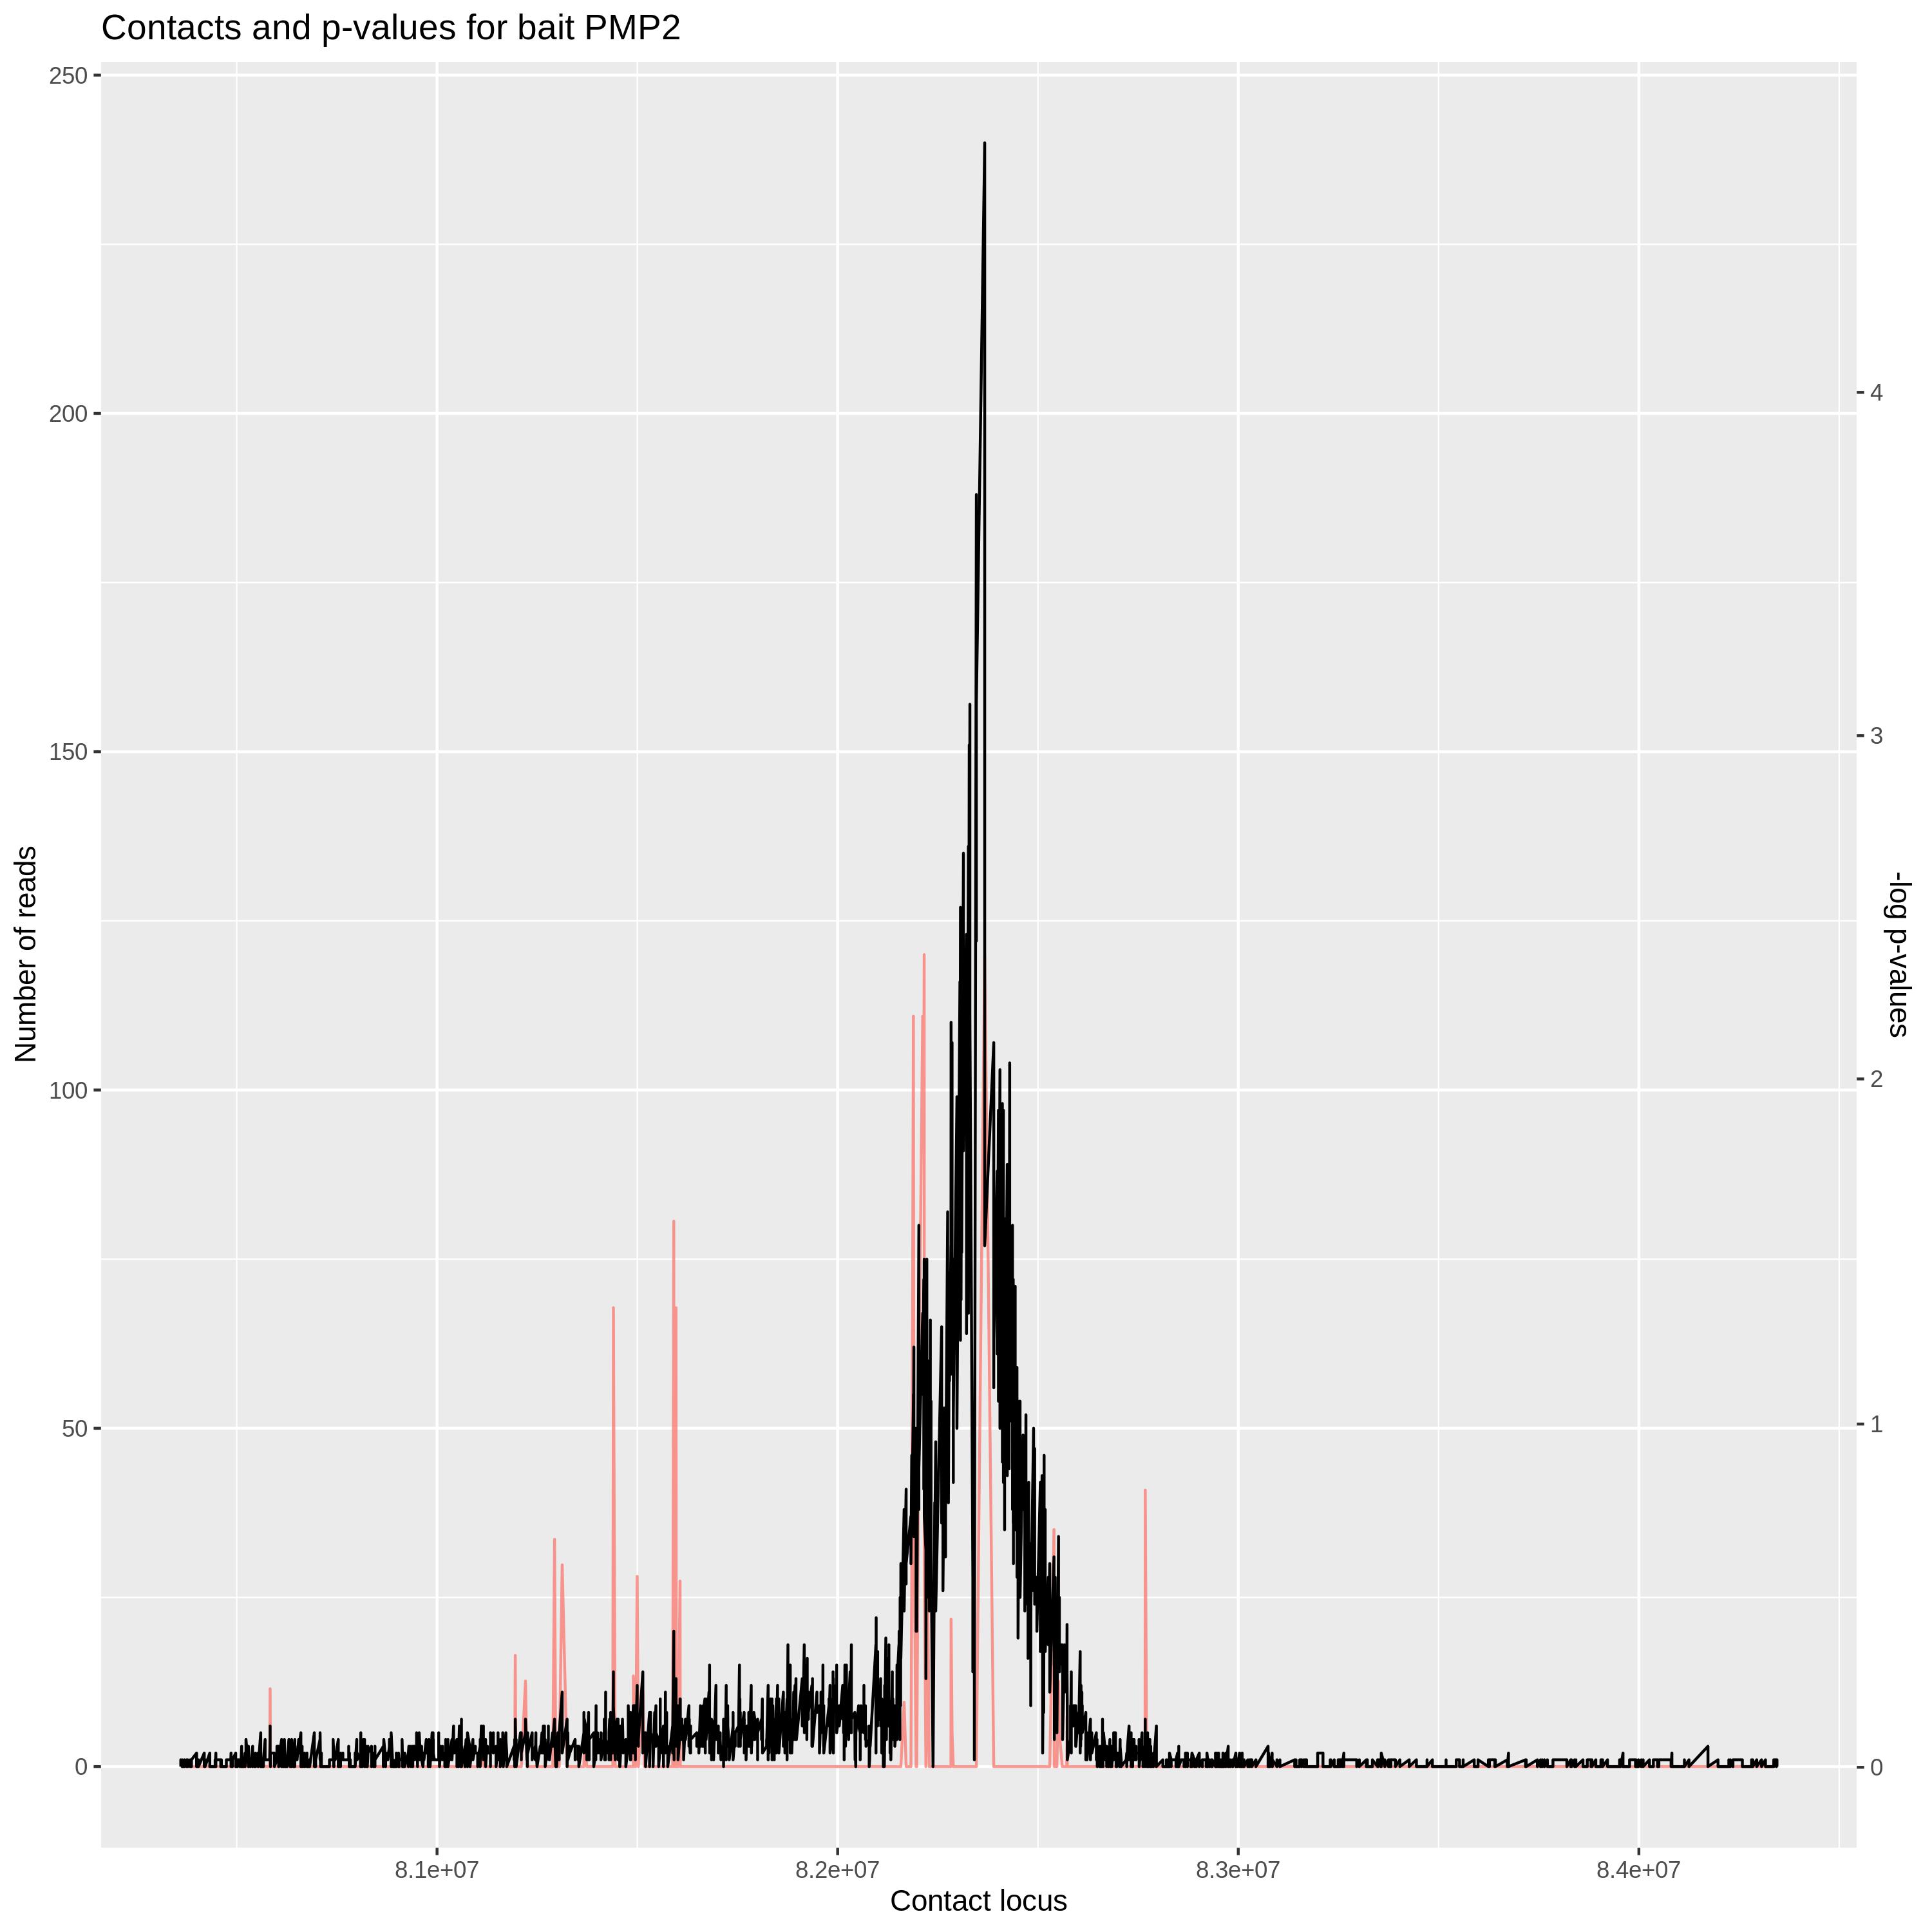 Contacts and p-values for bait PMP2
250
200
150
100
50
0
Number of reads
4
3
2
1
0
-log p-values
8.1e+07
8.2e+07
8.3e+07
8.4e+07
Contact locus